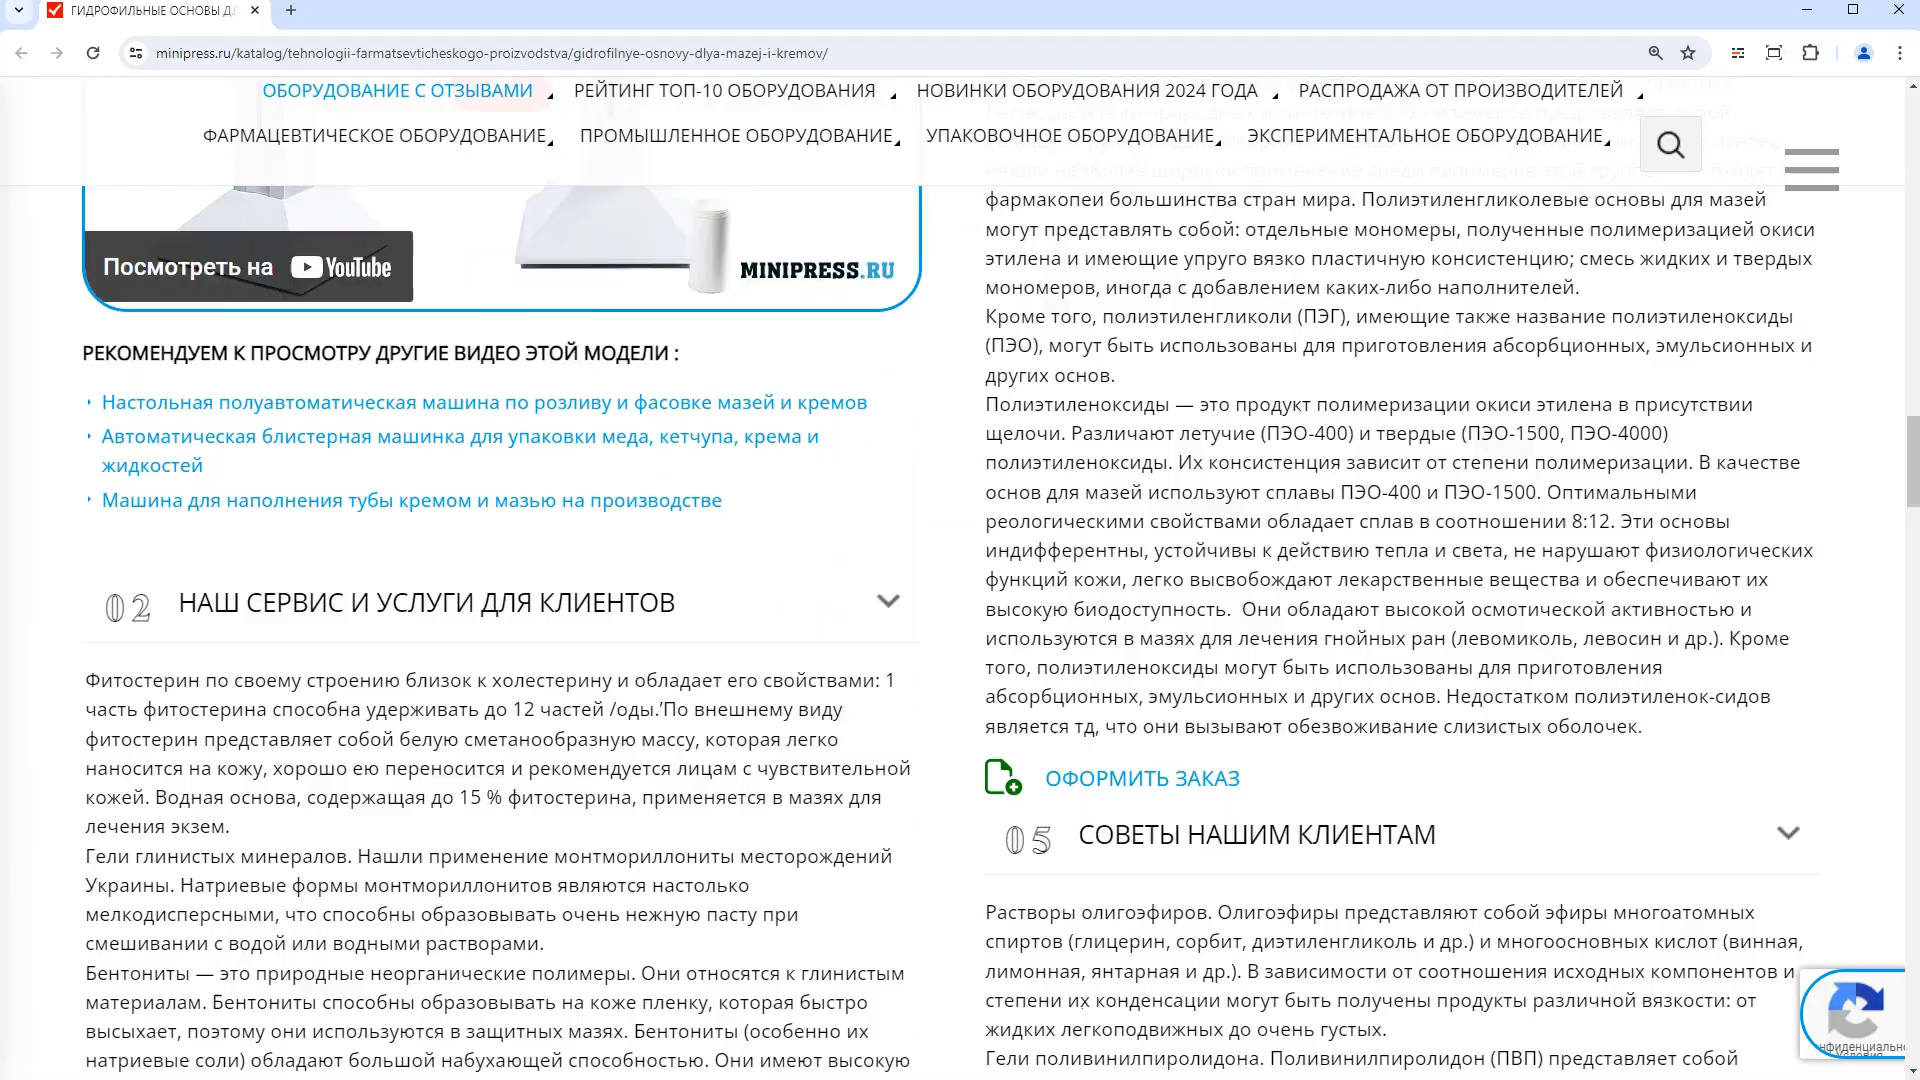 ГИДРОФИЛЬНЫЕ ОСНОВЫ ДЛ
minipress.ru/katalog/tehnologii-farmatsevticheskogo-proizvodstva/gidrofilnye-osnovy-dlya-mazej-i-kremov/
ОБОРУДОВАНИЕ С ОТЗЫВАМИ
РЕЙТИНГ ТОП-10 ОБОРУДОВАНИЯ
НОВИНКИ ОБОРУДОВАНИЯ 2024 ГОДА
РАСПРОДАЖА ОТ ПРОИЗВОДИТЕЛЕЙ
ФАРМАЦЕВТИЧЕСКОЕ ОБОРУДОВАНИЕ
ПРОМЫШЛЕННОЕ ОБОРУДОВАНИЕ
УПАКОВОЧНОЕ ОБОРУДОВАНИЕ
ЭКСПЕРИМЕНТАЛЬНОЕ ОБОРУДОВАНИЕ
Посмотреть на YouTube
MINIPRESS.RU
РЕКОМЕНДУЕМ К ПРОСМОТРУ ДРУГИЕ ВИДЕО ЭТОЙ МОДЕЛИ :
Настольная полуавтоматическая машина по розливу и фасовке мазей и кремов
Автоматическая блистерная машинка для упаковки меда, кетчупа, крема и
жидкостей
Машина для наполнения тубы кремом и мазью на производстве
02 НАШ СЕРВИС И УСЛУГИ ДЛЯ КЛИЕНТОВ
Фитостерин по своему строению близок к холестерину и обладает его свойствами: 1
часть фитостерина способна удерживать до 12 частей /оды.’По внешнему виду
фитостерин представляет собой белую сметанообразную массу, которая легко
наносится на кожу, хорошо ею переносится и рекомендуется лицам с чувствительной
кожей. Водная основа, содержащая до 15 % фитостерина, применяется в мазях для
лечения экзем.
Гели глинистых минералов. Нашли применение монтмориллониты месторождений
Украины. Натриевые формы монтмориллонитов являются настолько
мелкодисперсными, что способны образовывать очень нежную пасту при
смешивании с водой или водными растворами.
Бентониты — это природные неорганические полимеры. Они относятся к глинистым
материалам. Бентониты способны образовывать на коже пленку, которая быстро
высыхает, поэтому они используются в защитных мазях. Бентониты (особенно их
натриевые соли) обладают большой набухающей способностью. Они имеют высокую
фармакопеи большинства стран мира. Полиэтиленгликолевые основы для мазей
могут представлять собой: отдельные мономеры, полученные полимеризацией окиси
этилена и имеющие упруго вязко пластичную консистенцию; смесь жидких и твердых
мономеров, иногда с добавлением каких-либо наполнителей.
Кроме того, полиэтиленгликоли (ПЭГ), имеющие также название полиэтиленоксиды
(ПЭО), могут быть использованы для приготовления абсорбционных, эмульсионных и
других основ.
Полиэтиленоксиды — это продукт полимеризации окиси этилена в присутствии
щелочи. Различают летучие (ПЭО-400) и твердые (ПЭО-1500, ПЭО-4000)
полиэтиленоксиды. Их консистенция зависит от степени полимеризации. В качестве
основ для мазей используют сплавы ПЭО-400 и ПЭО-1500. Оптимальными
реологическими свойствами обладает сплав в соотношении 8:12. Эти основы
индифферентны, устойчивы к действию тепла и света, не нарушают физиологических
функций кожи, легко высвобождают лекарственные вещества и обеспечивают их
высокую биодоступность.  Они обладают высокой осмотической активностью и
используются в мазях для лечения гнойных ран (левомиколь, левосин и др.). Кроме
того, полиэтиленоксиды могут быть использованы для приготовления
абсорбционных, эмульсионных и других основ. Недостатком полиэтиленок-сидов
является тд, что они вызывают обезвоживание слизистых оболочек.
ОФОРМИТЬ ЗАКАЗ
05 СОВЕТЫ НАШИМ КЛИЕНТАМ
Растворы олигоэфиров. Олигоэфиры представляют собой эфиры многоатомных
спиртов (глицерин, сорбит, диэтиленгликоль и др.) и многоосновных кислот (винная,
лимонная, янтарная и др.). В зависимости от соотношения исходных компонентов и
степени их конденсации могут быть получены продукты различной вязкости: от
жидких легкоподвижных до очень густых.
Гели поливинилпиролидона. Поливинилпиролидон (ПВП) представляет собой